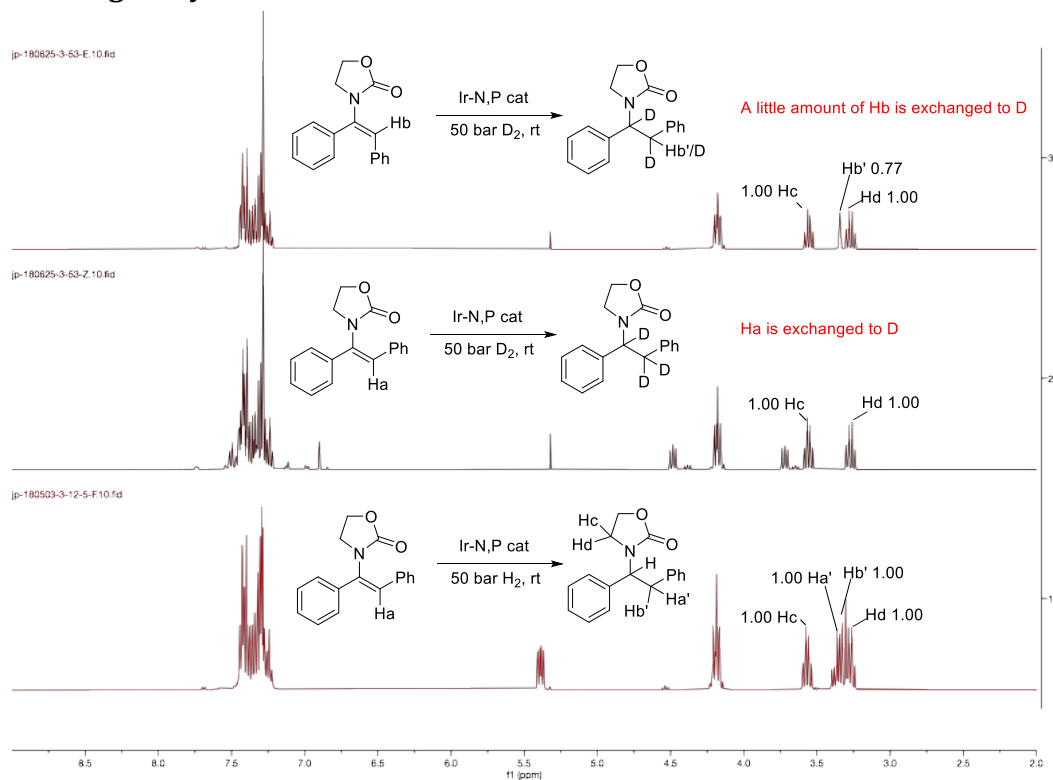 jp-180625-3-53-E.10.fid
O
N
O
Hb
Ph
Ir-N,P cat
50 bar D2, rt
O
N
O
D
Ph
Hb'/D
D
A little amount of Hb is exchanged to D
1.00 Hc
Hb' 0.77
Hd 1.00
3
jp-180625-3-53-Z.10.fid
O
N
O
Ph
Ha
Ir-N,P cat
50 bar D2, rt
O
N
O
D
Ph
D
D
Ha is exchanged to D
1.00 Hc
Hd 1.00
2
jp-180503-3-12-5-F.10.fid
O
N
O
Ph
Ha
Ir-N,P cat
50 bar H2, rt
Hc
O
Hd
N
O
H
Ph
Ha'
Hb'
1.00 Ha'
Hb' 1.00
1.00 Hc
Hd 1.00
1
8.5 8.0 7.5 7.0 6.5 6.0 5.5 5.0 4.5 4.0 3.5 3.0 2.5 2.0
f1 (ppm)